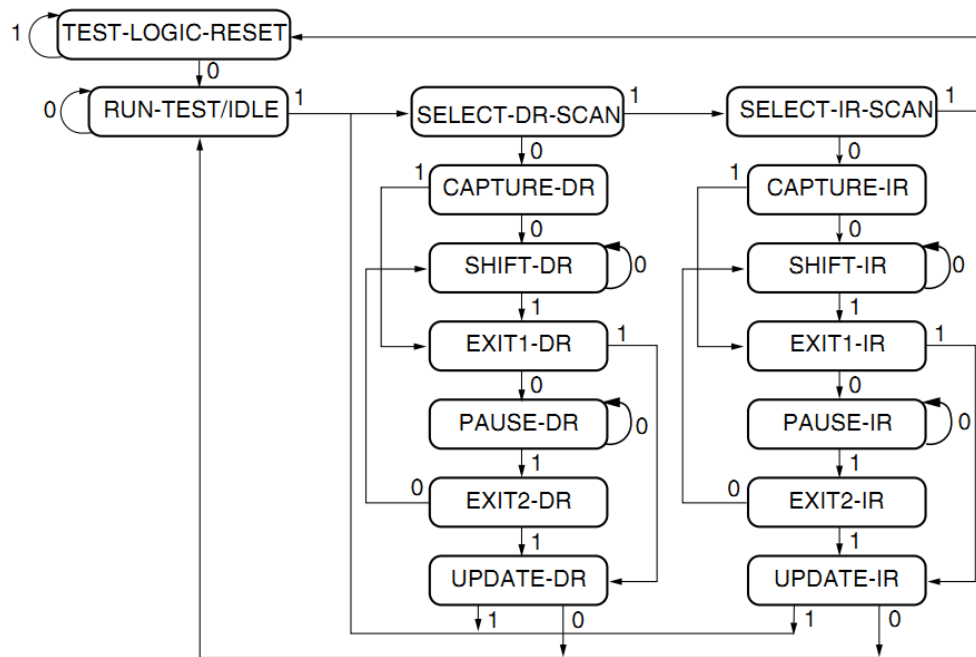 1 TEST-LOGIC-RESET
0
0 RUN-TEST/IDLE 1
SELECT-DR-SCAN 1
SELECT-IR-SCAN 1
0
0
1 CAPTURE-DR
1 CAPTURE-IR
0
0
SHIFT-DR 0
SHIFT-IR 0
1
1
EXIT1-DR 1
EXIT1-IR 1
0
0
PAUSE-DR 0
PAUSE-IR 0
1
1
0 EXIT2-DR
0 EXIT2-IR
1
1
UPDATE-DR
UPDATE-IR
1 0
1 0